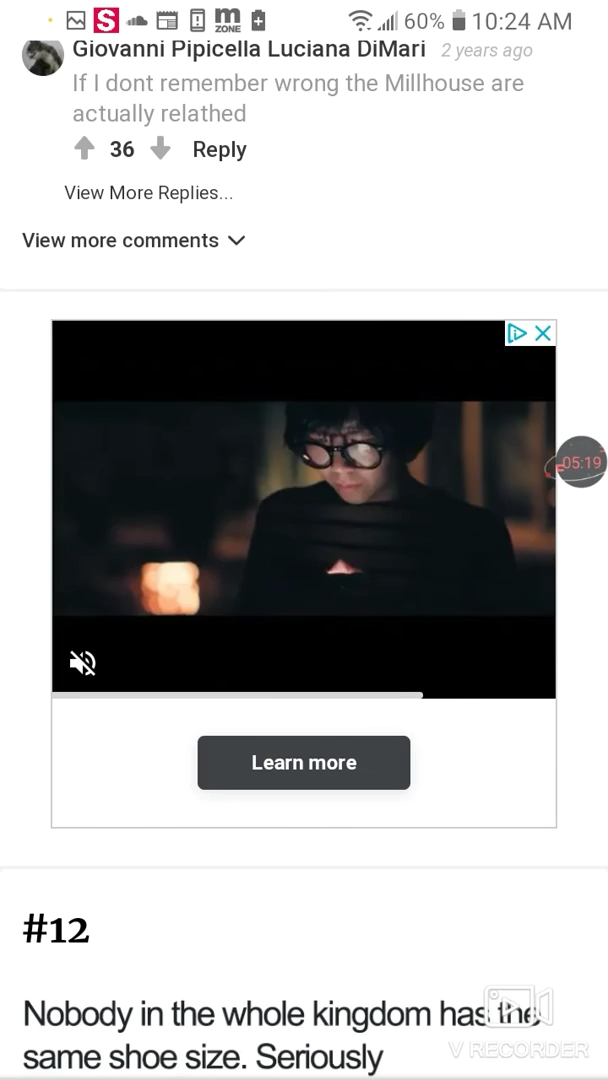 m ZONE 60% 10:24 AM
Giovanni Pipicella Luciana DiMari 2 years ago
If I dont remember wrong the Millhouse are
actually relathed
36 Reply
View More Replies...
View more comments
05:19
Learn more
#12
Nobody in the whole kingdom has the
same shoe size. Seriously
V RECORDER